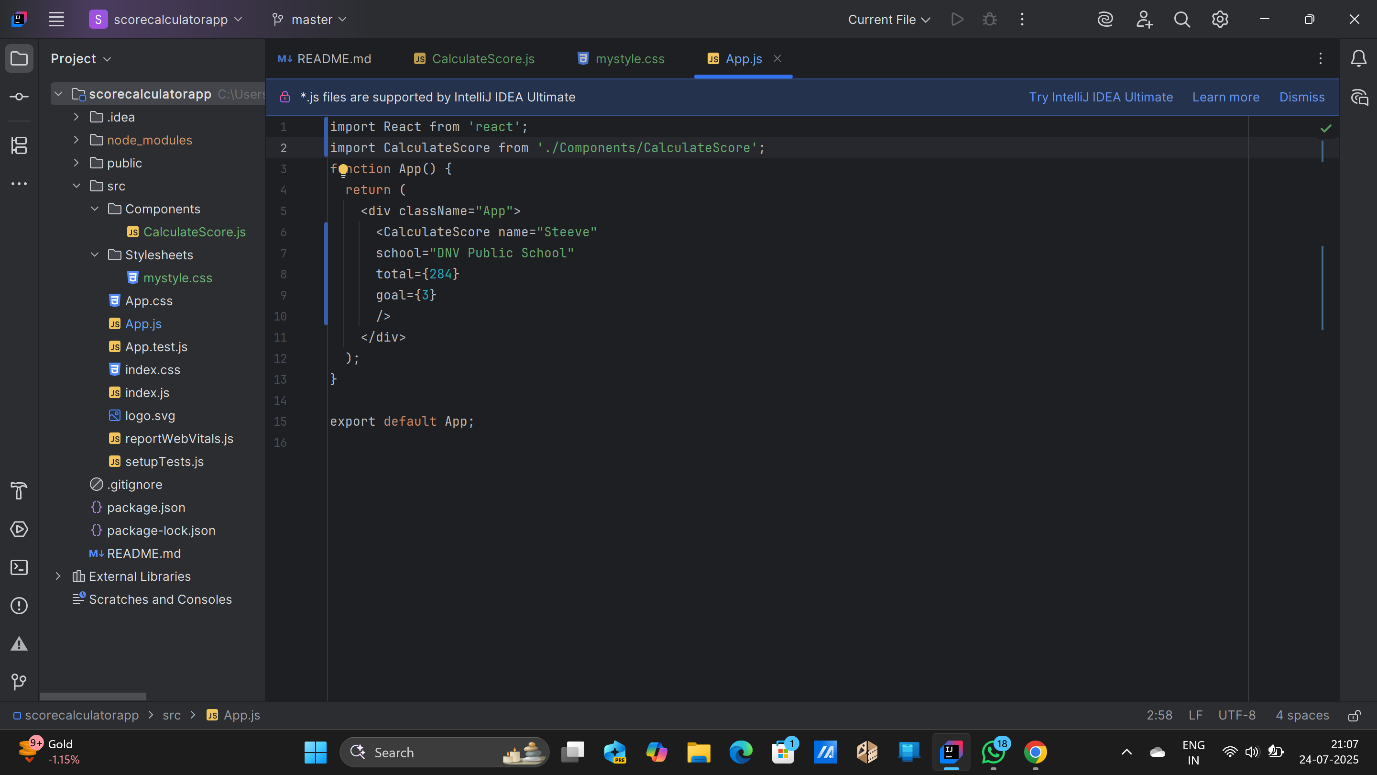 S scorecalculatorapp master Current File
Project
README.md CalculateScore.js mystyle.css App.js
*.js files are supported by IntelliJ IDEA Ultimate Try IntelliJ IDEA Ultimate Learn more Dismiss
scorecalculatorapp C:\Users
.idea
node_modules
public
src
Components
CalculateScore.js
Stylesheets
mystyle.css
App.css
App.js
App.test.js
index.css
index.js
logo.svg
reportWebVitals.js
setupTests.js
.gitignore
package.json
package-lock.json
README.md
External Libraries
Scratches and Consoles
1 import React from 'react';
2 import CalculateScore from './Components/CalculateScore';
3 function App() {
4 return (
5 <div className="App">
6 <CalculateScore name="Steeve"
7 school="DNV Public School"
8 total={284}
9 goal={3}
10 />
11 </div>
12 );
13 }
14
15 export default App;
16
scorecalculatorapp > src > App.js 2:58 LF UTF-8 4 spaces
9+ Gold
-1.15%
Search
PRE
1
18
ENG
IN
21:07
24-07-2025